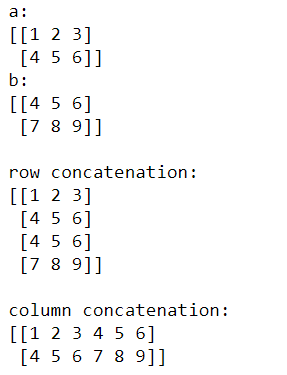 a:
[[1 2 3]
 [4 5 6]]
b:
[[4 5 6]
 [7 8 9]]

row concatenation:
[[1 2 3]
 [4 5 6]
 [4 5 6]
 [7 8 9]]

column concatenation:
[[1 2 3 4 5 6]
 [4 5 6 7 8 9]]